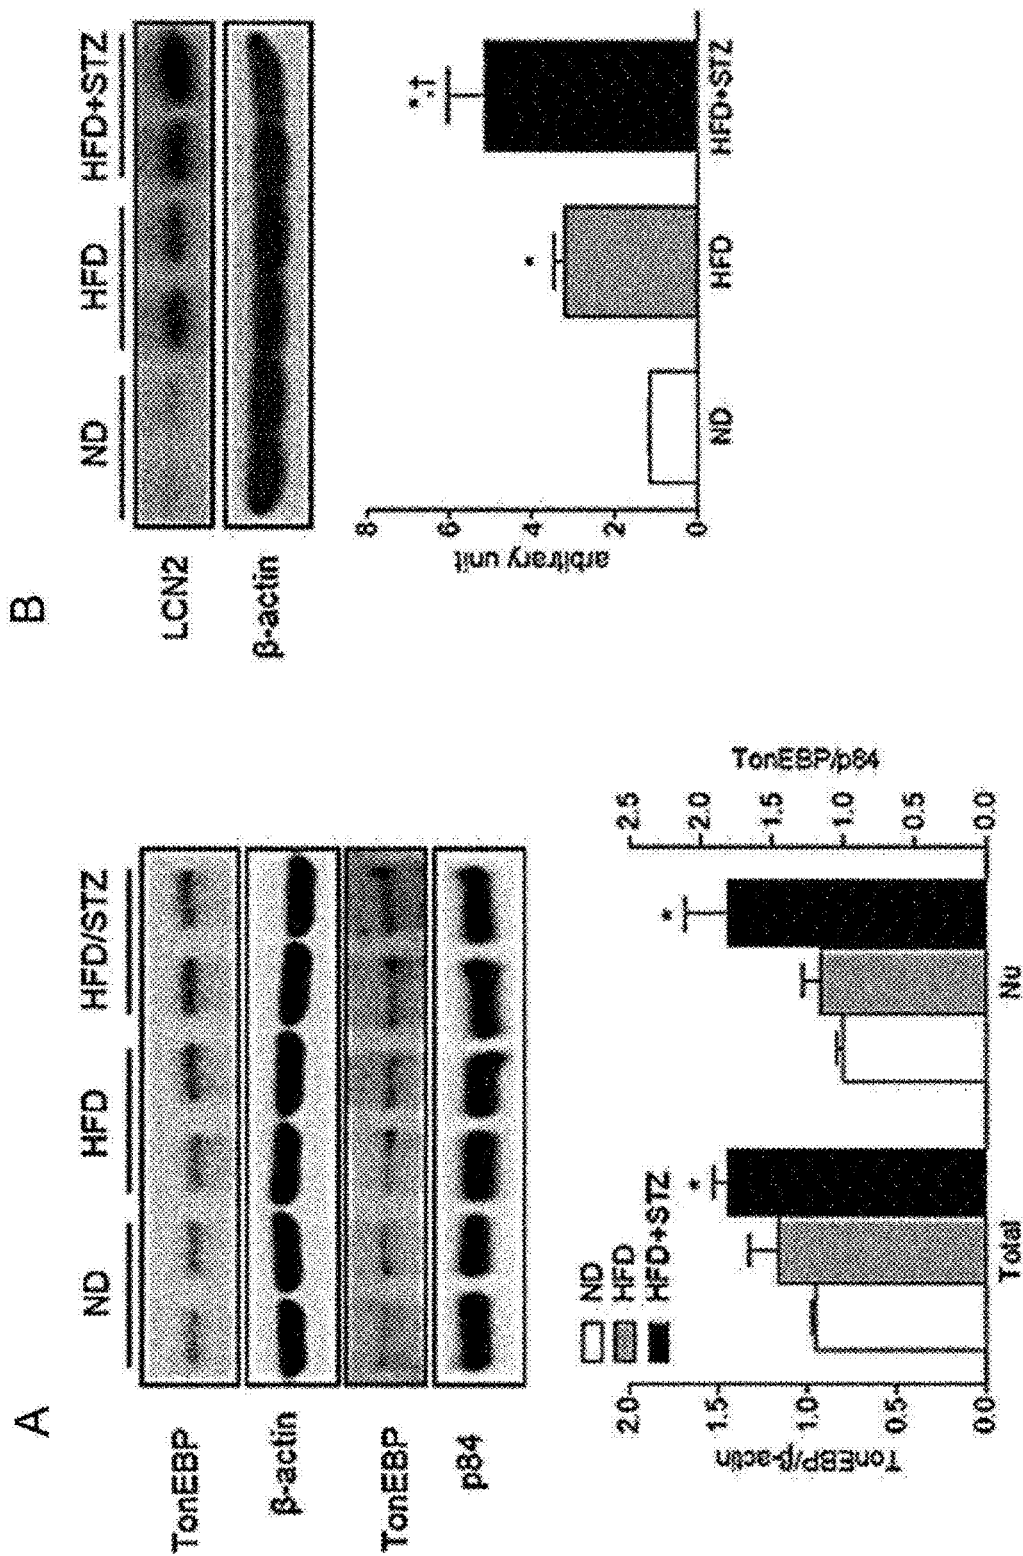 A
ND HFD HFD/STZ
TonEBP
β-actin
TonEBP
p84
ND
HFD
HFD+STZ
TonEBP/β-actin
2.0
1.5
1.0
0.5
0.0
Total
Nu
*
*
TonEBP/p84
2.5
2.0
1.5
1.0
0.5
0.0
B
ND HFD HFD+STZ
LCN2
β-actin
arbitrary unit
8
6
4
2
0
*
*,†
ND HFD HFD+STZ